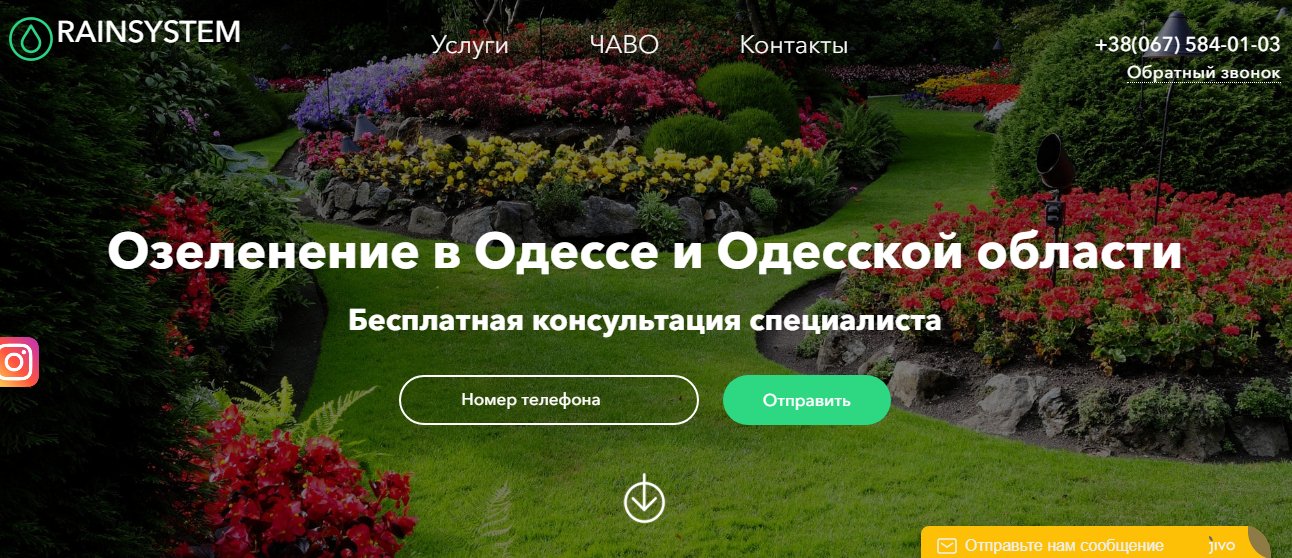 RAINSYSTEM
Услуги
ЧАВО
Контакты
+38(067) 584-01-03
Обратный звонок
Озеленение в Одессе и Одесской области
Бесплатная консультация специалиста
Номер телефона
Отправить
Отправьте нам сообщение
jivo